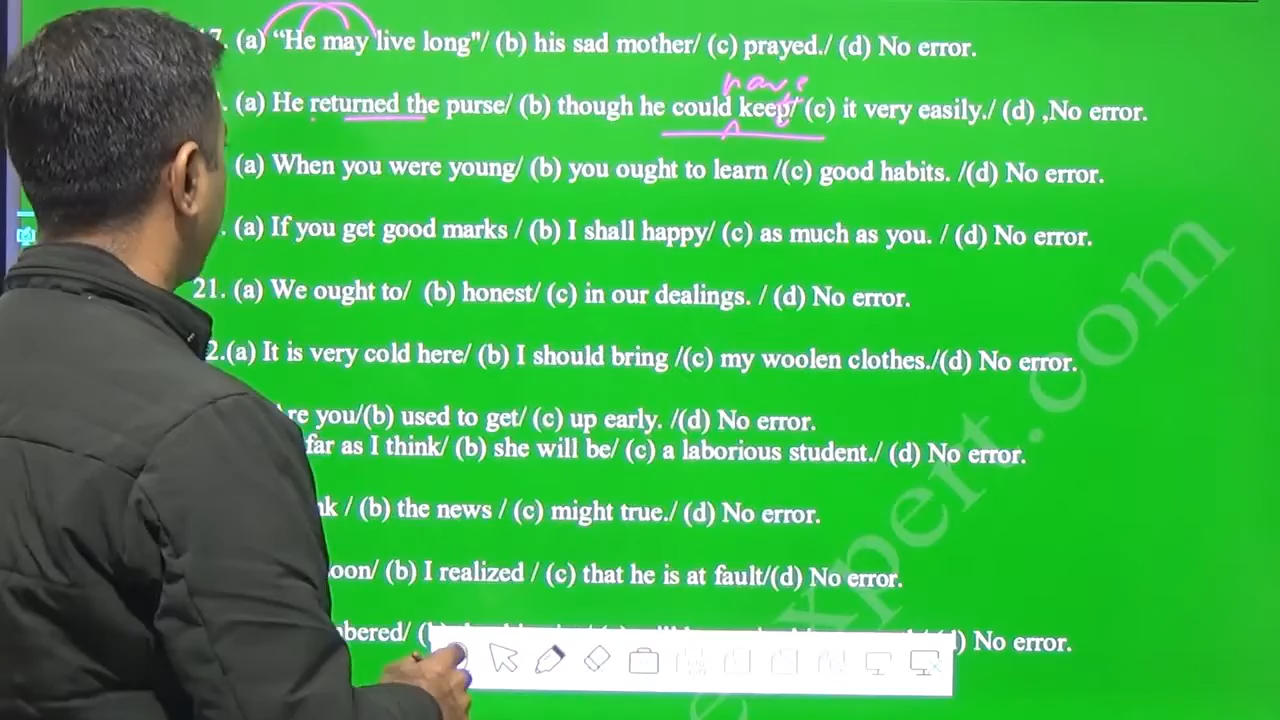 17. (a) “He may live long"/ (b) his sad mother/ (c) prayed./ (d) No error.
have
. (a) He returned the purse/ (b) though he could keep/ (c) it very easily./ (d) ,No error.
(a) When you were young/ (b) you ought to learn /(c) good habits. /(d) No error.
. (a) If you get good marks / (b) I shall happy/ (c) as much as you. / (d) No error.
21. (a) We ought to/ (b) honest/ (c) in our dealings. / (d) No error.
2.(a) It is very cold here/ (b) I should bring /(c) my woolen clothes./(d) No error.
re you/(b) used to get/ (c) up early. /(d) No error.
far as I think/ (b) she will be/ (c) a laborious student./ (d) No error.
nk / (b) the news / (c) might true./ (d) No error.
oon/ (b) I realized / (c) that he is at fault/(d) No error.
bered/ (d) No error.
expert.com